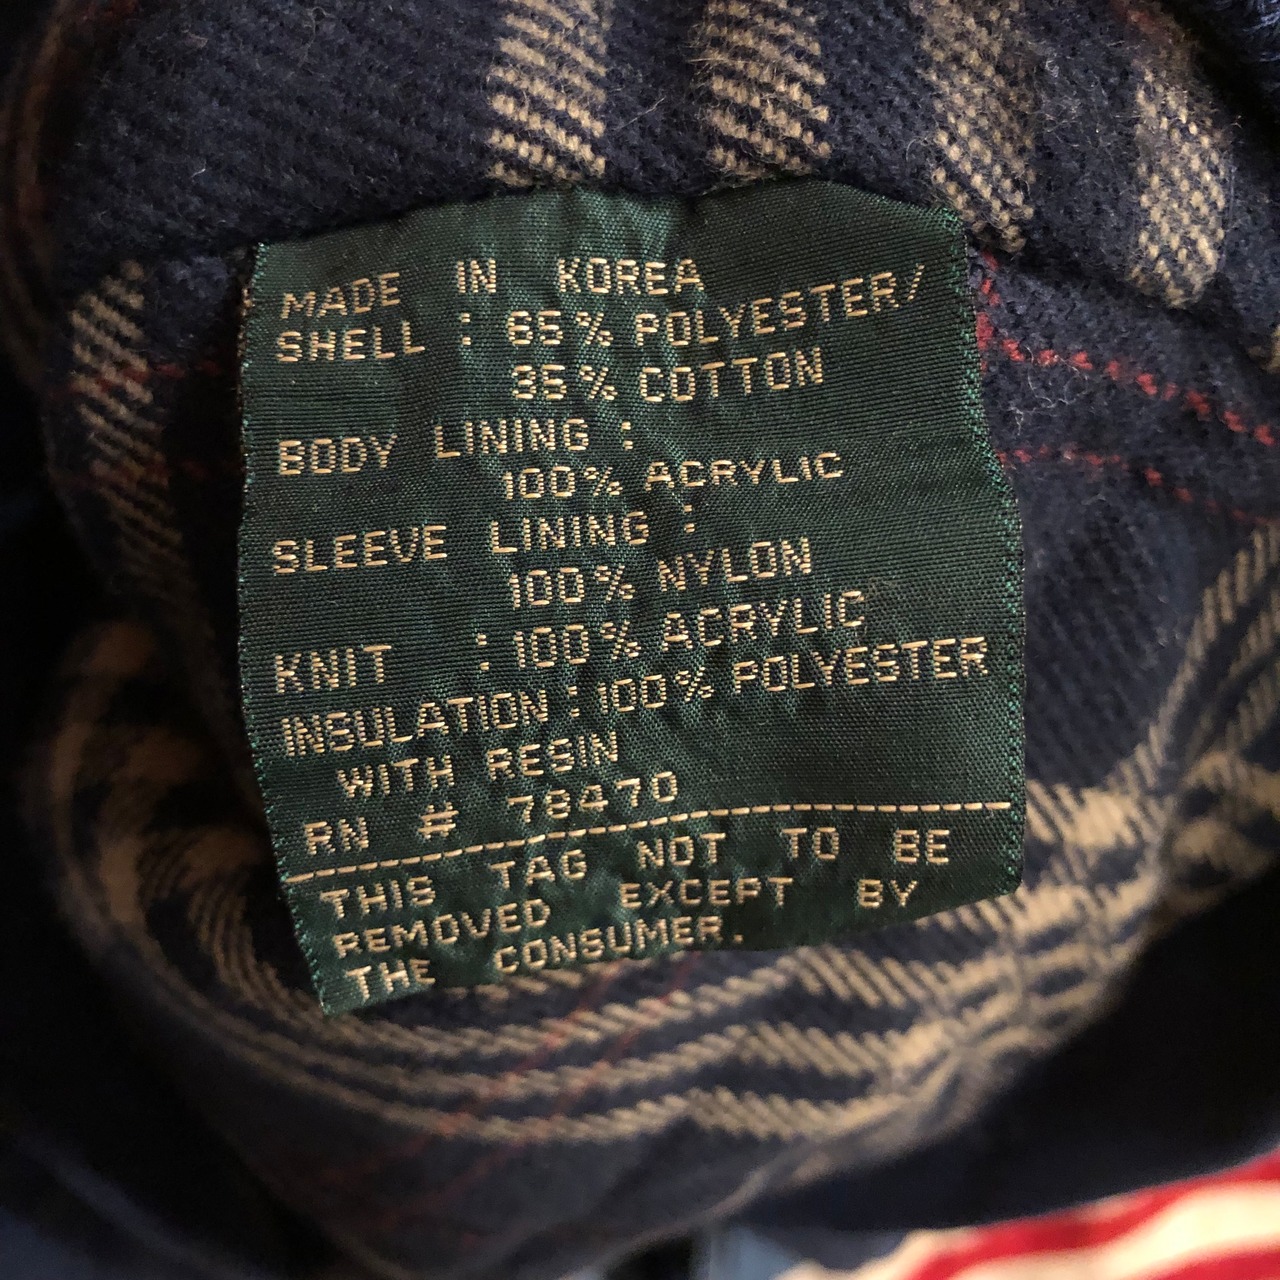 MADE IN KOREA
SHELL : 65% POLYESTER/
35% COTTON
BODY LINING :
100% ACRYLIC
SLEEVE LINING :
100% NYLON
KNIT : 100% ACRYLIC
INSULATION : 100% POLYESTER
WITH RESIN
RN # 78470
THIS TAG NOT TO BE
REMOVED EXCEPT BY
THE CONSUMER.